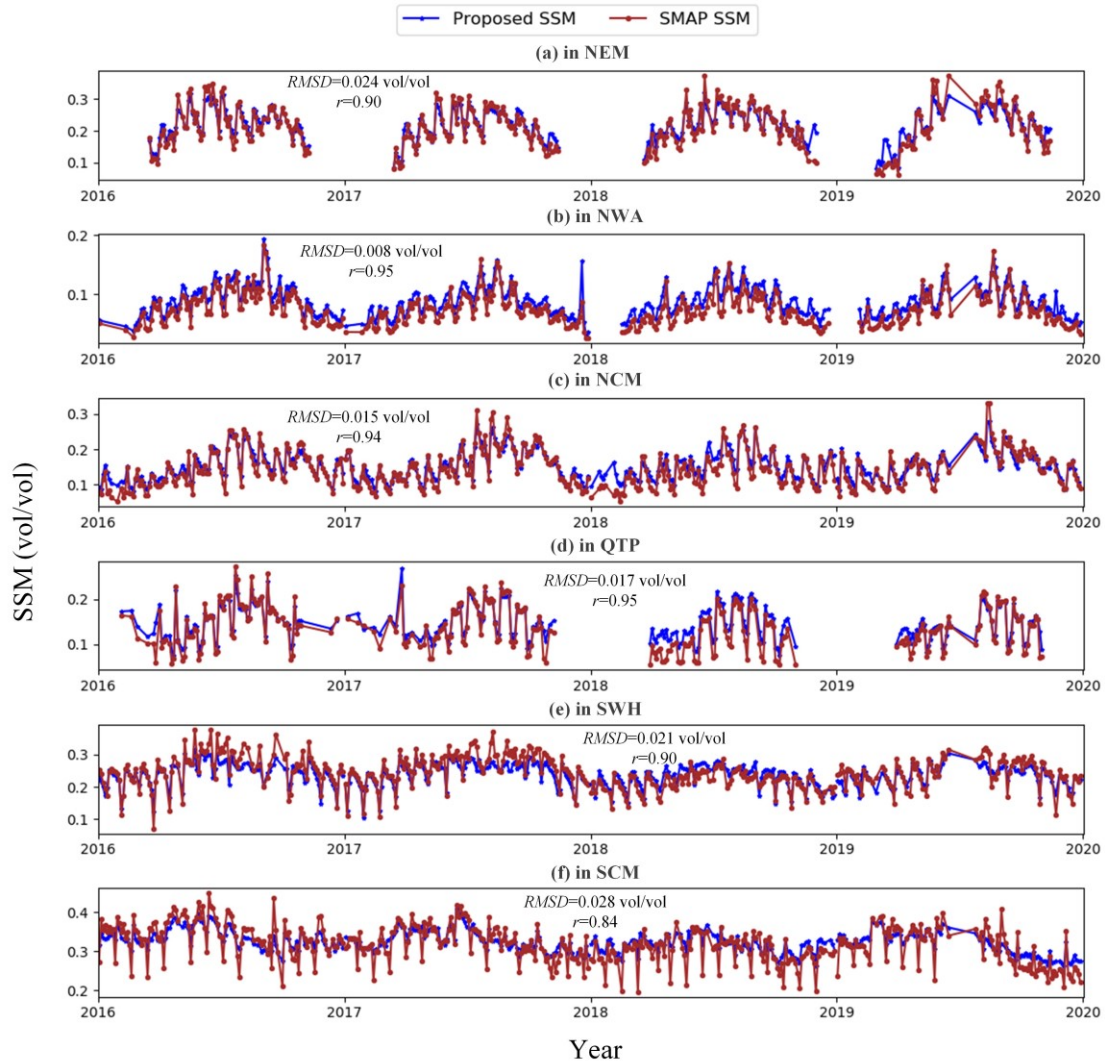 Proposed SSM SMAP SSM
(a) in NEM
RMSD=0.024 vol/vol
r=0.90
0.3
0.2
0.1
2016 2017 2018 2019 2020
(b) in NWA
RMSD=0.008 vol/vol
r=0.95
0.2
0.1
2016 2017 2018 2019 2020
(c) in NCM
RMSD=0.015 vol/vol
r=0.94
0.3
0.2
0.1
2016 2017 2018 2019 2020
(d) in QTP
RMSD=0.017 vol/vol
r=0.95
0.2
0.1
2016 2017 2018 2019 2020
SSM (vol/vol)
(e) in SWH
RMSD=0.021 vol/vol
r=0.90
0.3
0.2
0.1
2016 2017 2018 2019 2020
(f) in SCM
RMSD=0.028 vol/vol
r=0.84
0.4
0.3
0.2
2016 2017 2018 2019 2020
Year